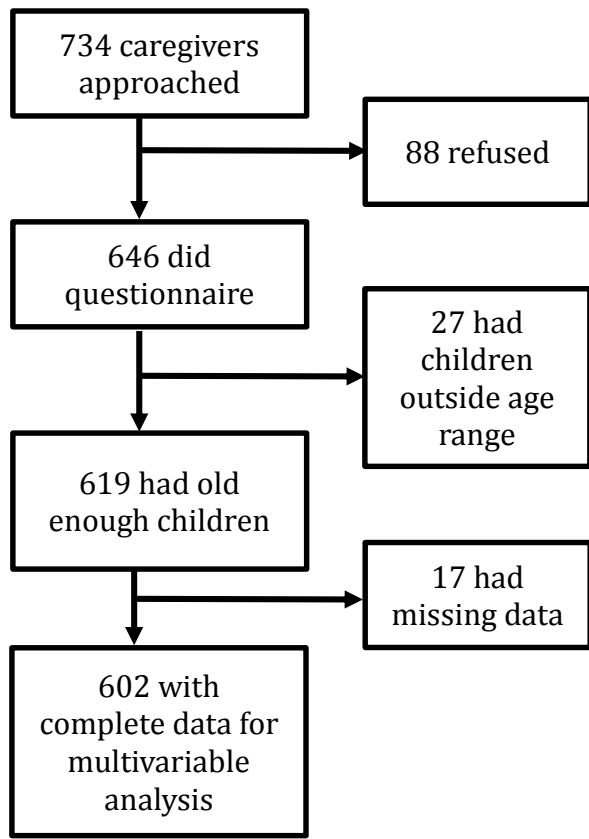 734 caregivers
approached
88 refused
646 did
questionnaire
27 had
children
outside age
range
619 had old
enough children
17 had
missing data
602 with
complete data for
multivariable
analysis